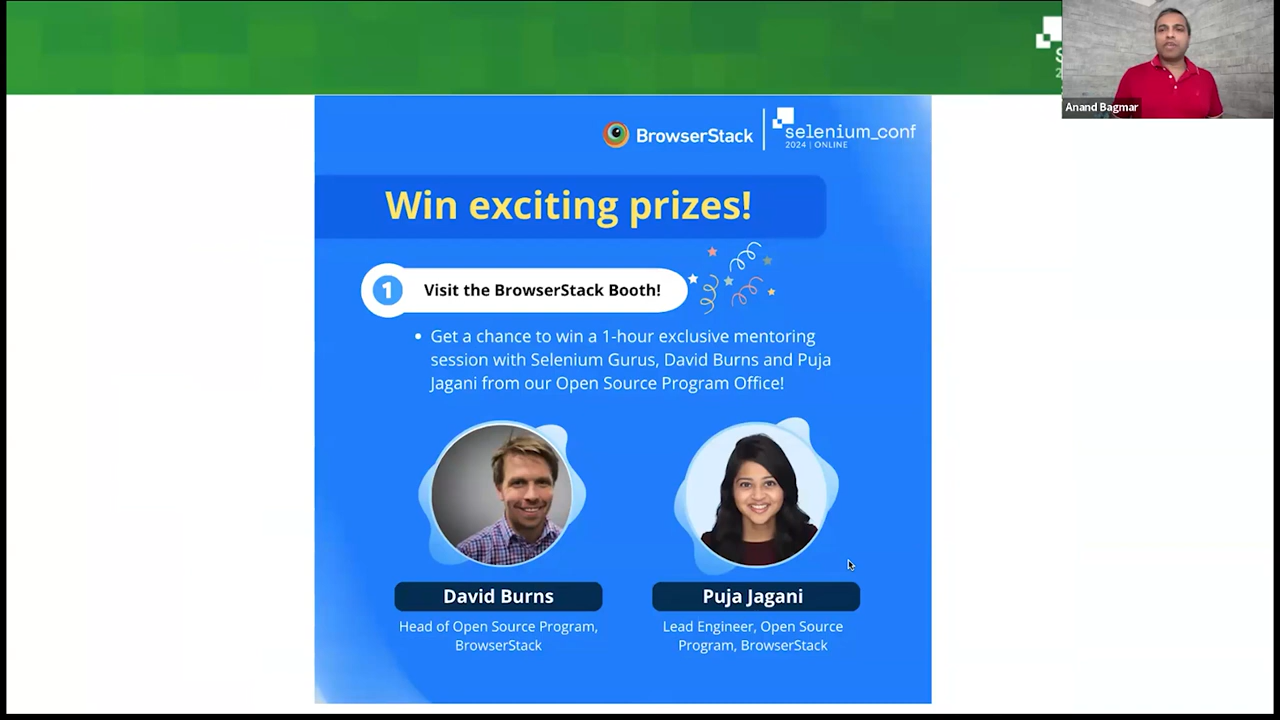 Anand Bagmar
BrowserStack
selenium_conf
2024 | ONLINE
Win exciting prizes!
1
Visit the BrowserStack Booth!
• Get a chance to win a 1-hour exclusive mentoring
session with Selenium Gurus, David Burns and Puja
Jagani from our Open Source Program Office!
David Burns
Puja Jagani
Head of Open Source Program,
BrowserStack
Lead Engineer, Open Source
Program, BrowserStack